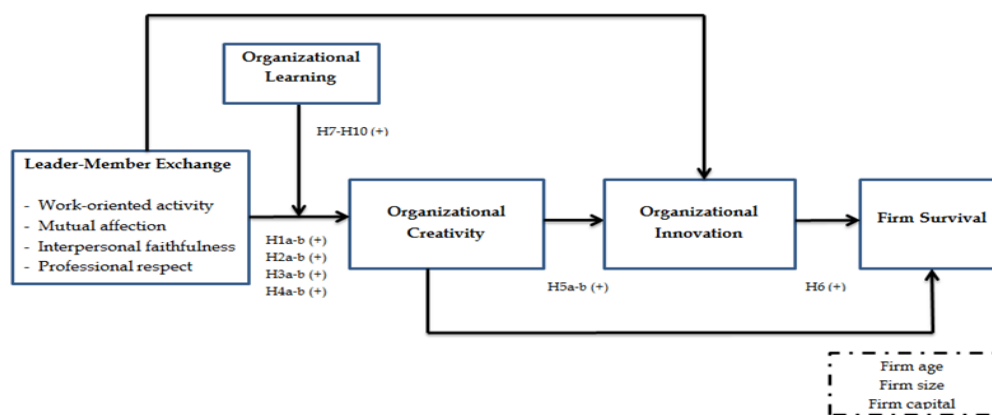 Organizational
Learning
H7-H10 (+)
Leader-Member Exchange
- Work-oriented activity
- Mutual affection
- Interpersonal faithfulness
- Professional respect
H1a-b (+)
H2a-b (+)
H3a-b (+)
H4a-b (+)
Organizational
Creativity
H5a-b (+)
Organizational
Innovation
H6 (+)
Firm Survival
Firm age
Firm size
Firm capital